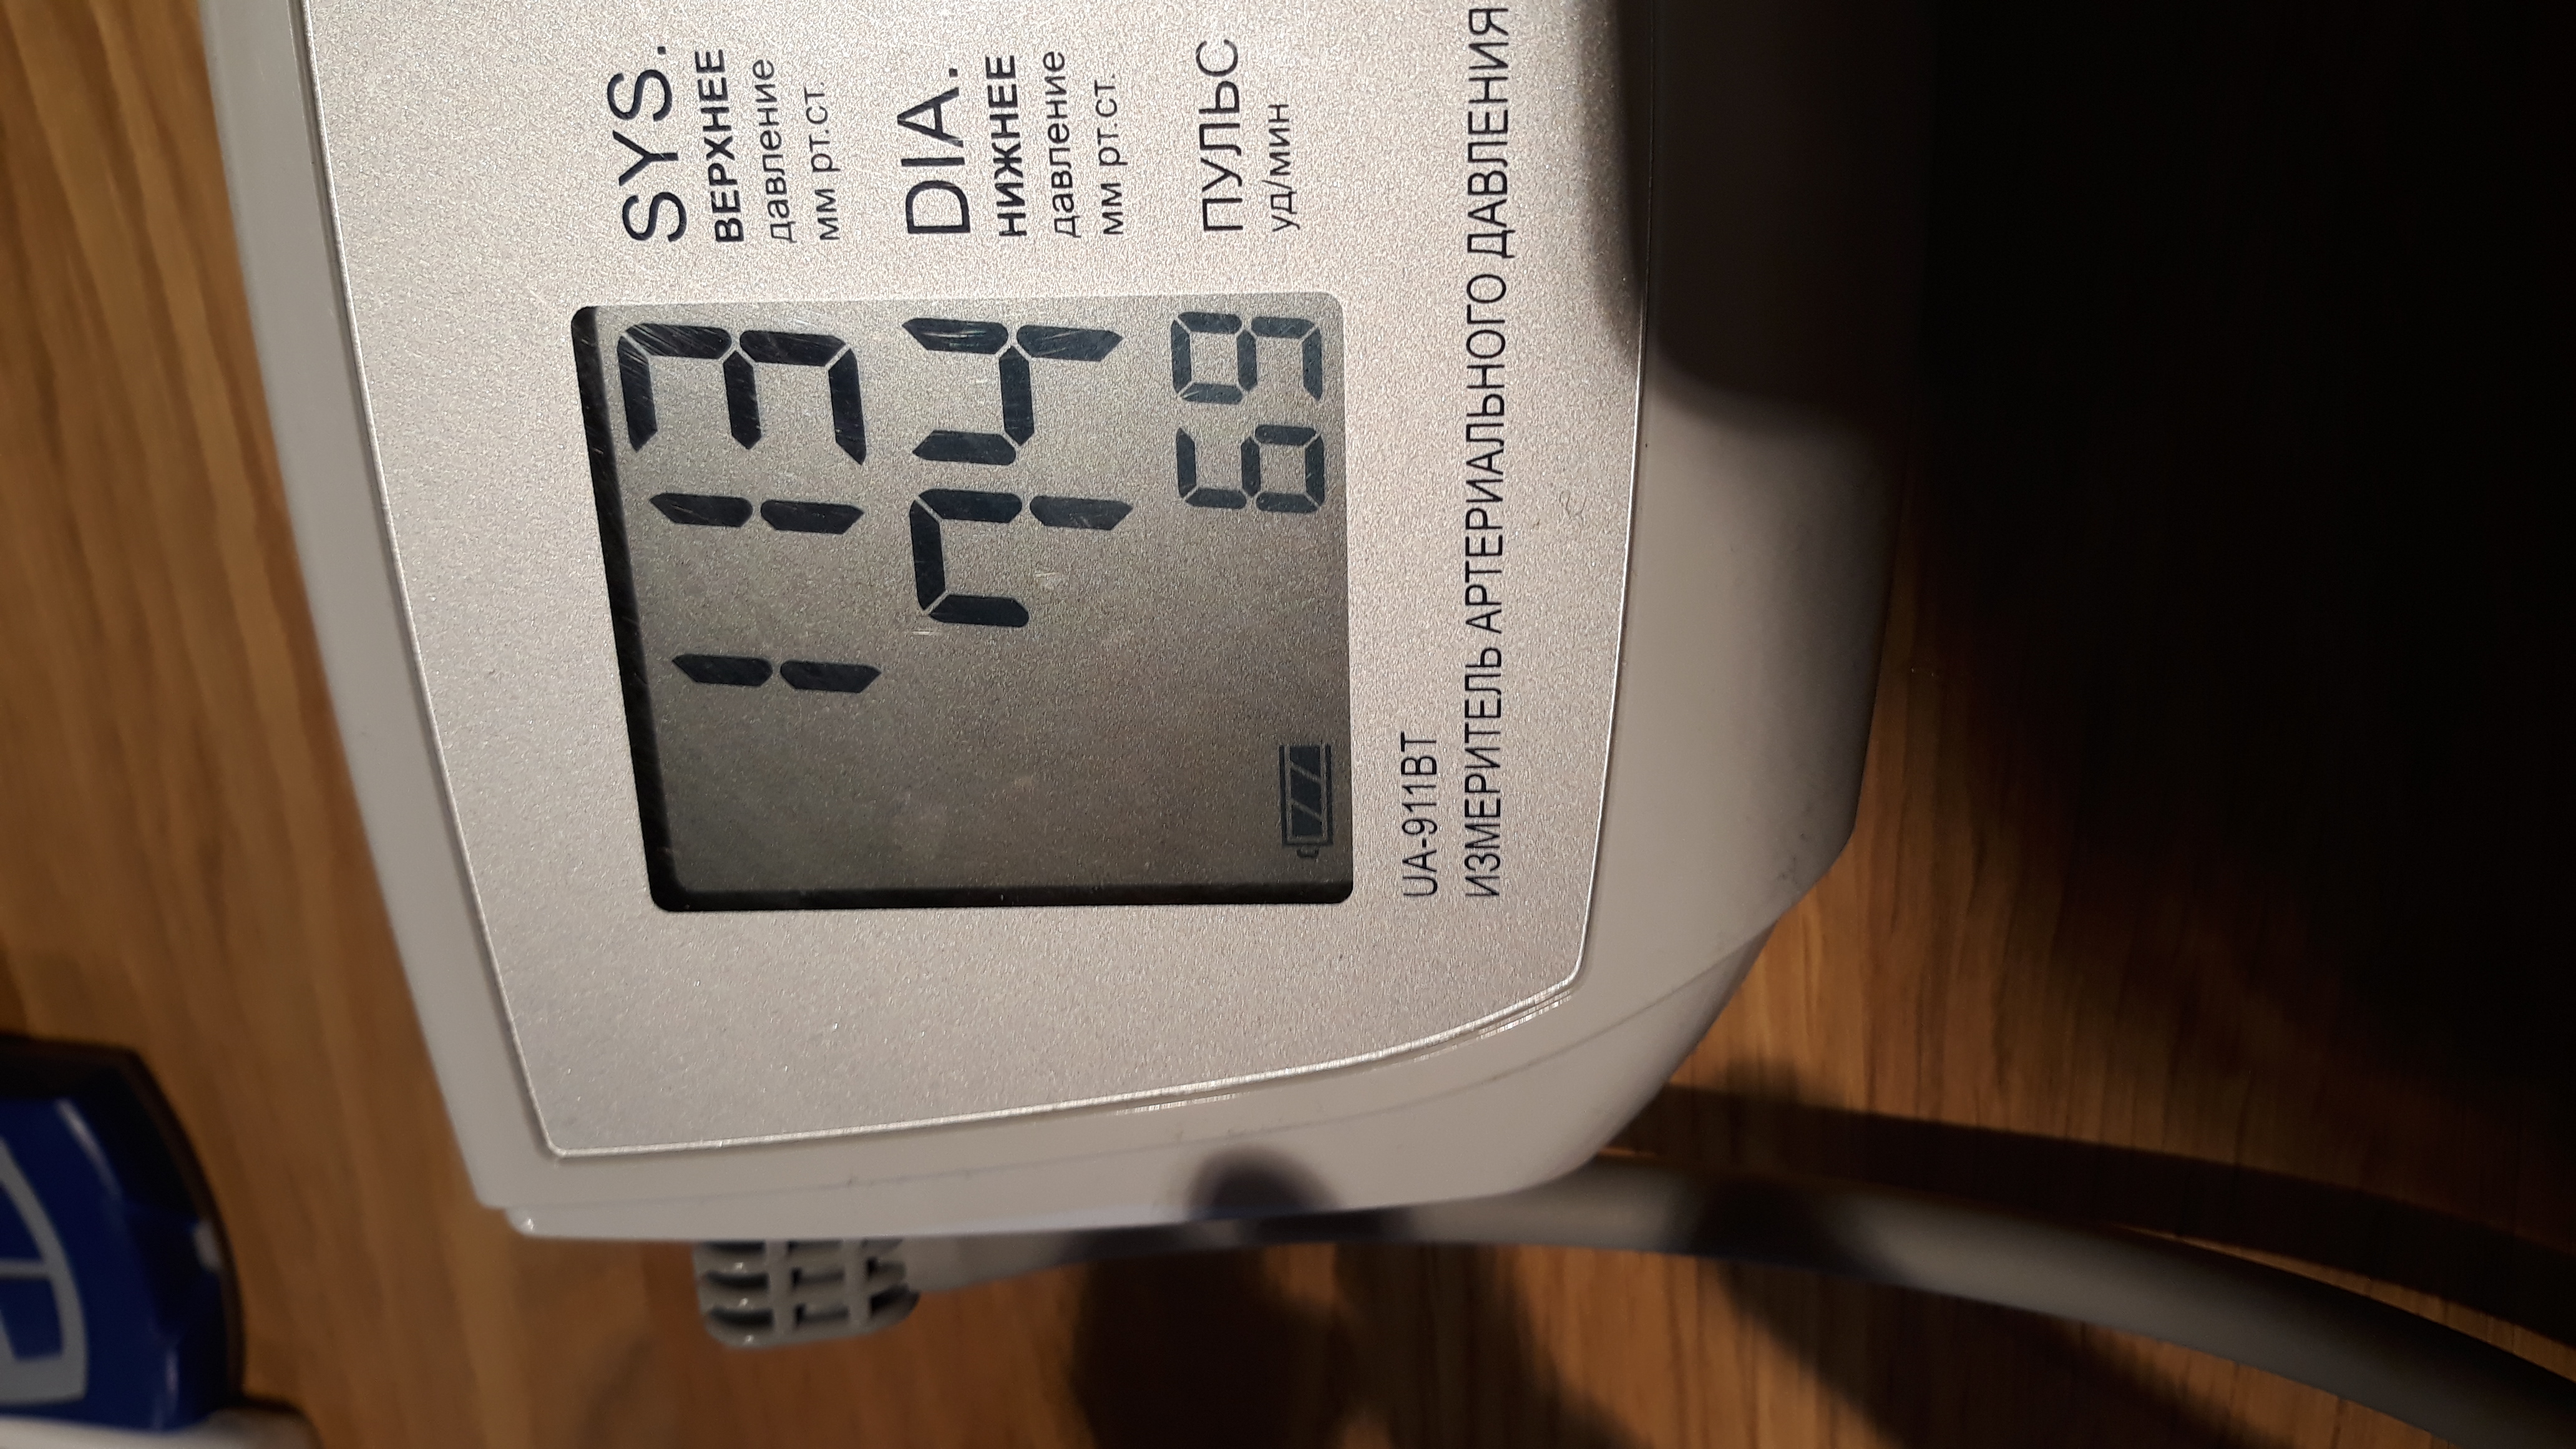 113
SYS.
ВЕРХНЕЕ
давление
мм рт.ст.
74
DIA.
НИЖНЕЕ
давление
мм рт.ст.
69
ПУЛЬС
уд/мин
UA-911BT
ИЗМЕРИТЕЛЬ АРТЕРИАЛЬНОГО ДАВЛЕНИЯ